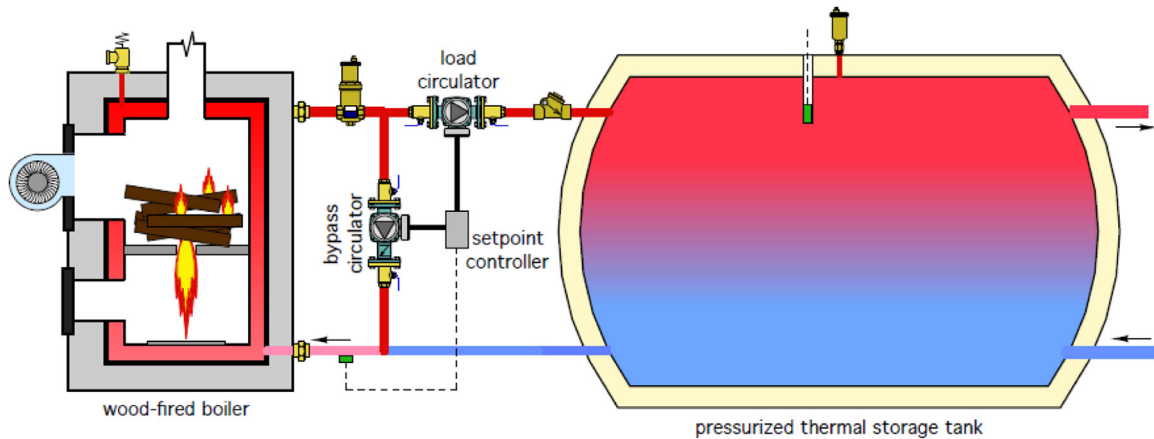 load
circulator
bypass
circulator
setpoint
controller
wood-fired boiler
pressurized thermal storage tank